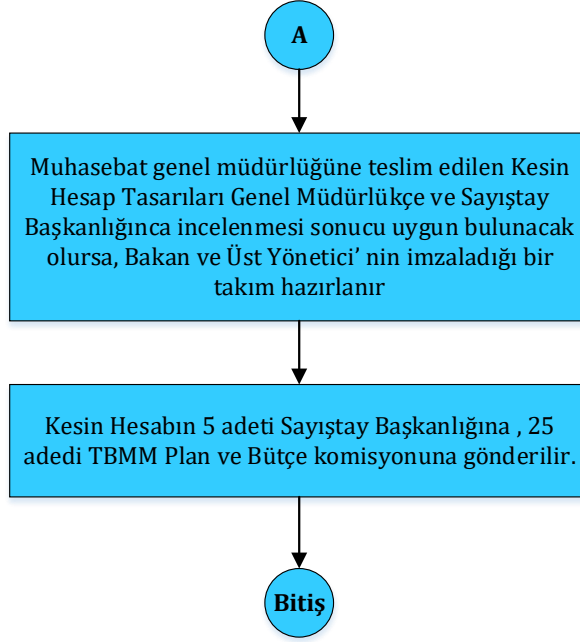 A
Muhasebat genel müdürlüğüne teslim edilen Kesin
Hesap Tasarıları Genel Müdürlükçe ve Sayıştay
Başkanlığınca incelenmesi sonucu uygun bulunacak
olursa, Bakan ve Üst Yönetici’ nin imzaladığı bir
takım hazırlanır
Kesin Hesabın 5 adeti Sayıştay Başkanlığına , 25
adedi TBMM Plan ve Bütçe komisyonuna gönderilir.
Bitiş